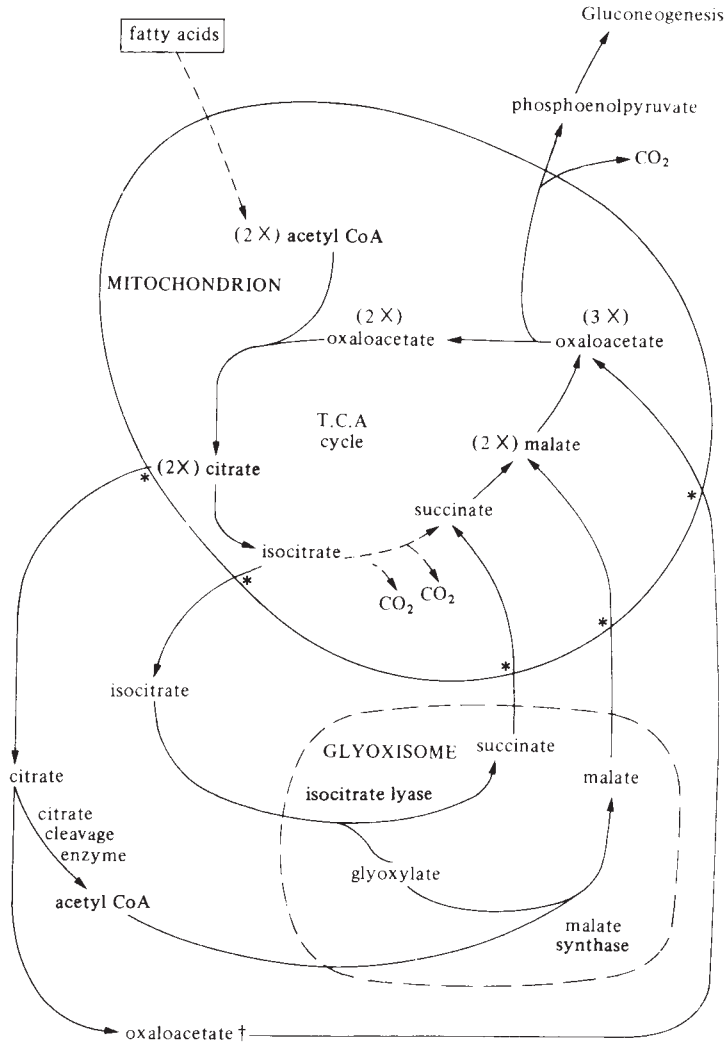 Gluconeogenesis
fatty acids
phosphoenolpyruvate
CO₂
(2 X) acetyl CoA
MITOCHONDRION
(2 X)
oxaloacetate
(3 X)
oxaloacetate
T.C.A
cycle
(2X) citrate
*
(2 X) malate
*
succinate
isocitrate
*
CO₂
CO₂
*
*
isocitrate
GLYOXISOME
succinate
citrate
malate
isocitrate lyase
citrate
cleavage
enzyme
glyoxylate
acetyl CoA
malate
synthase
oxaloacetate †